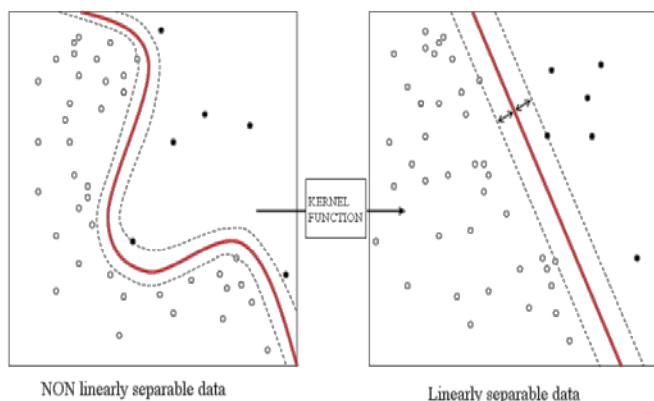 KERNEL
FUNCTION
NON linearly separable data
Linearly separable data